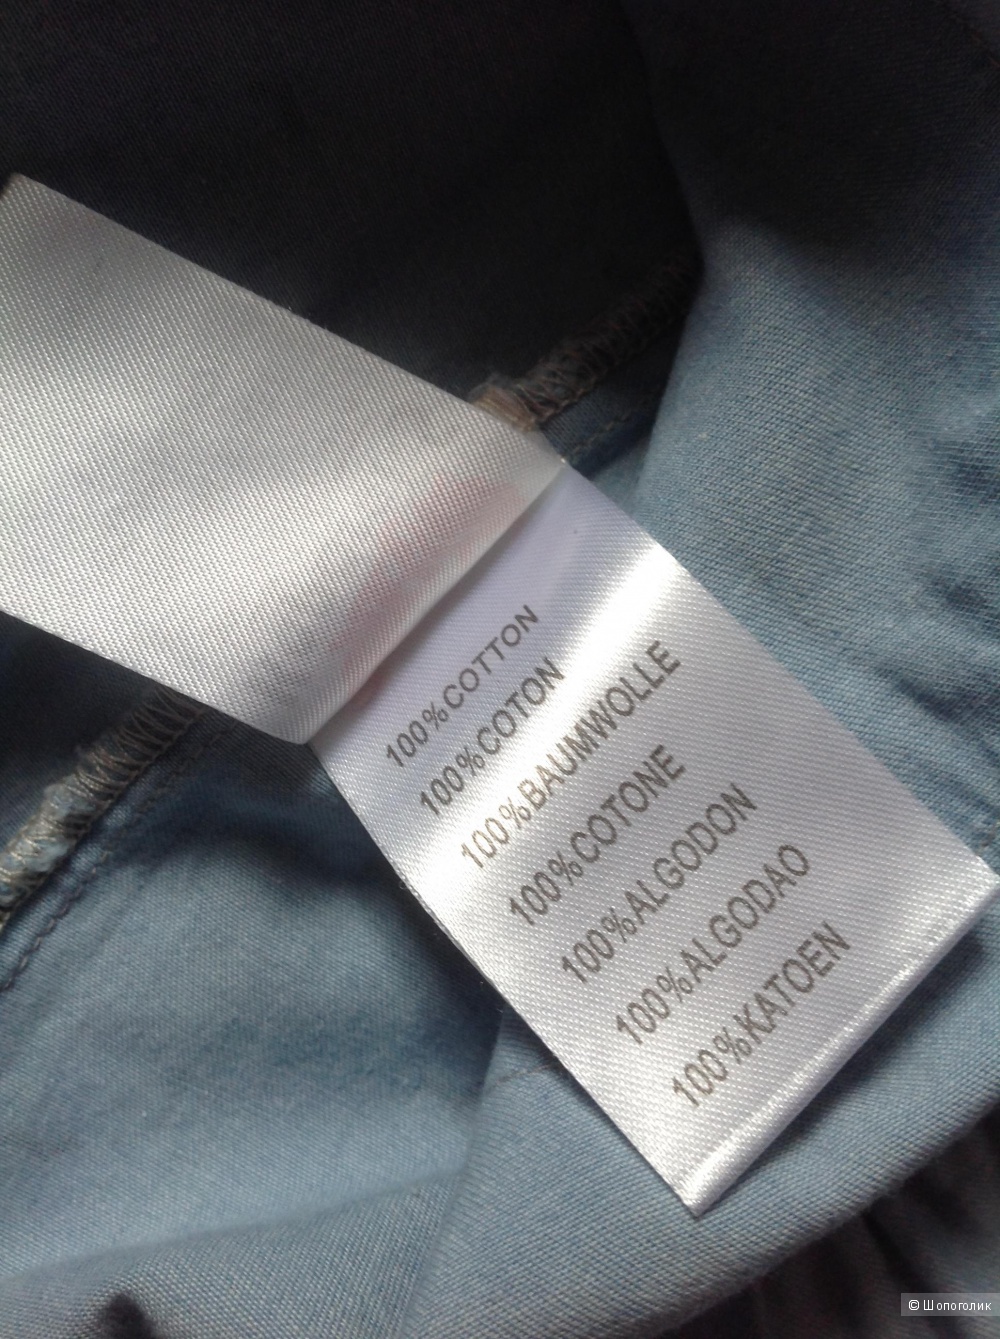 100%COTTON
100%COTON
100%BAUMWOLLE
100%COTONE
100%ALGODON
100%ALGODAO
100%KATOEN
© Шопоголик